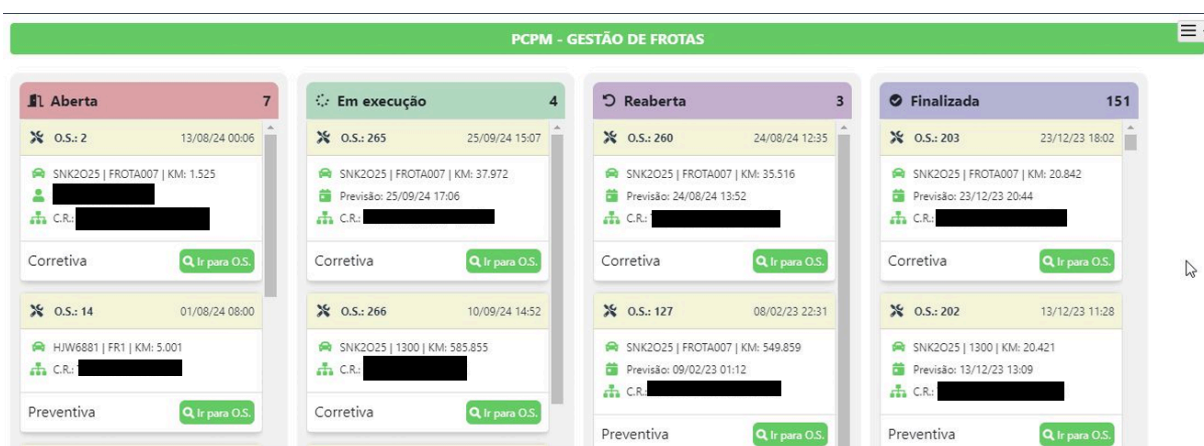 PCPM - GESTÃO DE FROTAS
Aberta 7
O.S.: 2 13/08/24 00:06
SNK2O25 | FROTA007 | KM: 1.525
C.R.:
Corretiva Ir para O.S.
O.S.: 14 01/08/24 08:00
HJW6881 | FR1 | KM: 5.001
C.R.:
Preventiva Ir para O.S.
Em execução 4
O.S.: 265 25/09/24 15:07
SNK2O25 | FROTA007 | KM: 37.972
Previsão: 25/09/24 17:06
C.R.:
Corretiva Ir para O.S.
O.S.: 266 10/09/24 14:52
SNK2O25 | 1300 | KM: 585.855
C.R.:
Corretiva Ir para O.S.
Reaberta 3
O.S.: 260 24/08/24 12:35
SNK2O25 | FROTA007 | KM: 35.516
Previsão: 24/08/24 13:52
C.R.:
Corretiva Ir para O.S.
O.S.: 127 08/02/23 22:31
SNK2O25 | FROTA007 | KM: 549.859
Previsão: 09/02/23 01:12
C.R.:
Preventiva Ir para O.S.
Finalizada 151
O.S.: 203 23/12/23 18:02
SNK2O25 | FROTA007 | KM: 20.842
Previsão: 23/12/23 20:44
C.R.:
Corretiva Ir para O.S.
O.S.: 202 13/12/23 11:28
SNK2O25 | 1300 | KM: 20.421
Previsão: 13/12/23 13:09
C.R.:
Preventiva Ir para O.S.